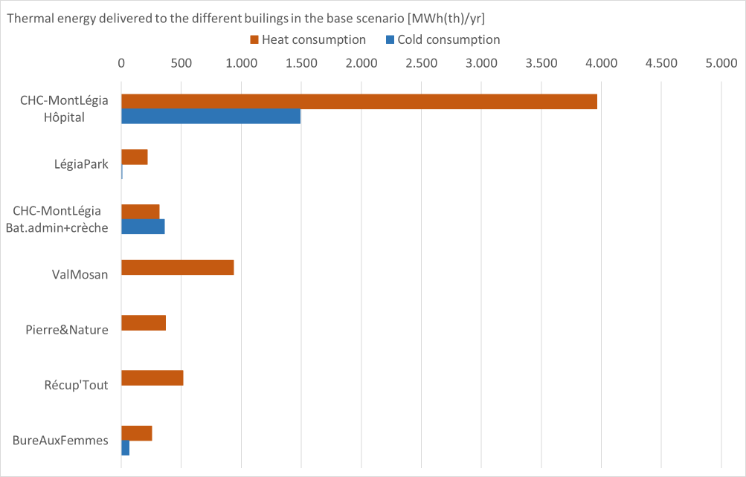 Thermal energy delivered to the different builings in the base scenario [MWh(th)/yr]
Heat consumption Cold consumption
0 500 1.000 1.500 2.000 2.500 3.000 3.500 4.000 4.500 5.000
CHC-MontLégia
Hôpital
LégiaPark
CHC-MontLégia
Bat.admin+crèche
ValMosan
Pierre&Nature
Récup'Tout
BureAuxFemmes